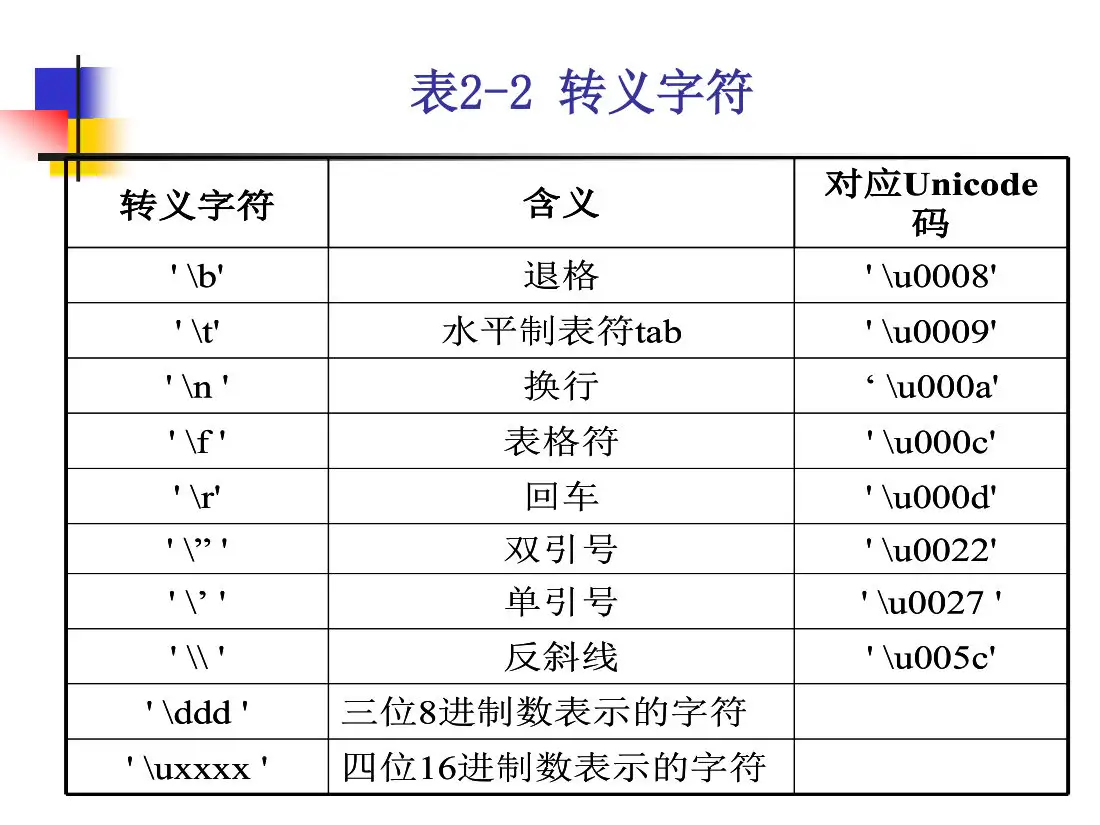 表2-2 转义字符
转义字符 含义 对应Unicode
码
' \b' 退格 ' \u0008'
' \t' 水平制表符tab ' \u0009'
' \n ' 换行 ‘ \u000a'
' \f ' 表格符 ' \u000c'
' \r' 回车 ' \u000d'
' \” ' 双引号 ' \u0022'
' \’ ' 单引号 ' \u0027 '
' \\ ' 反斜线 ' \u005c'
' \ddd ' 三位8进制数表示的字符
' \uxxxx ' 四位16进制数表示的字符